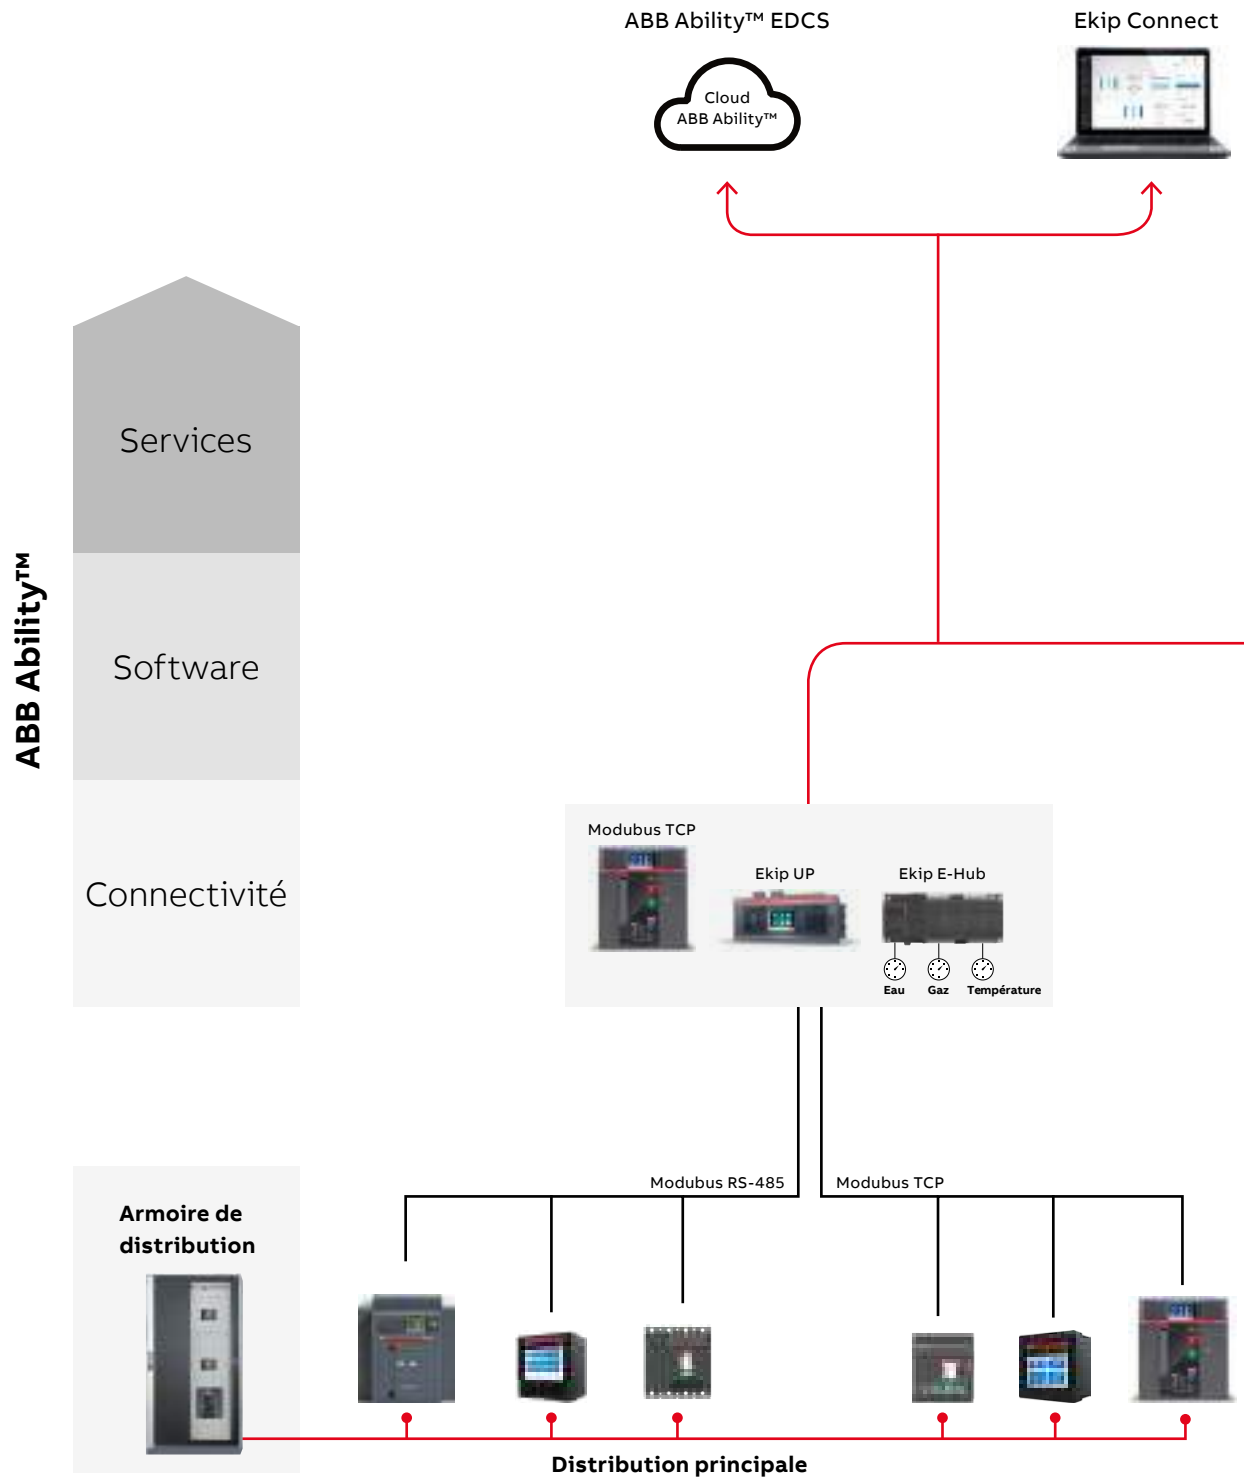 ABB Ability™ EDCS
Ekip Connect
Cloud
ABB Ability™
Services
Software
Connectivité
ABB Ability™
Modubus TCP
Ekip UP
Ekip E-Hub
Eau
Gaz
Température
Modubus RS-485
Modubus TCP
Armoire de
distribution
Distribution principale